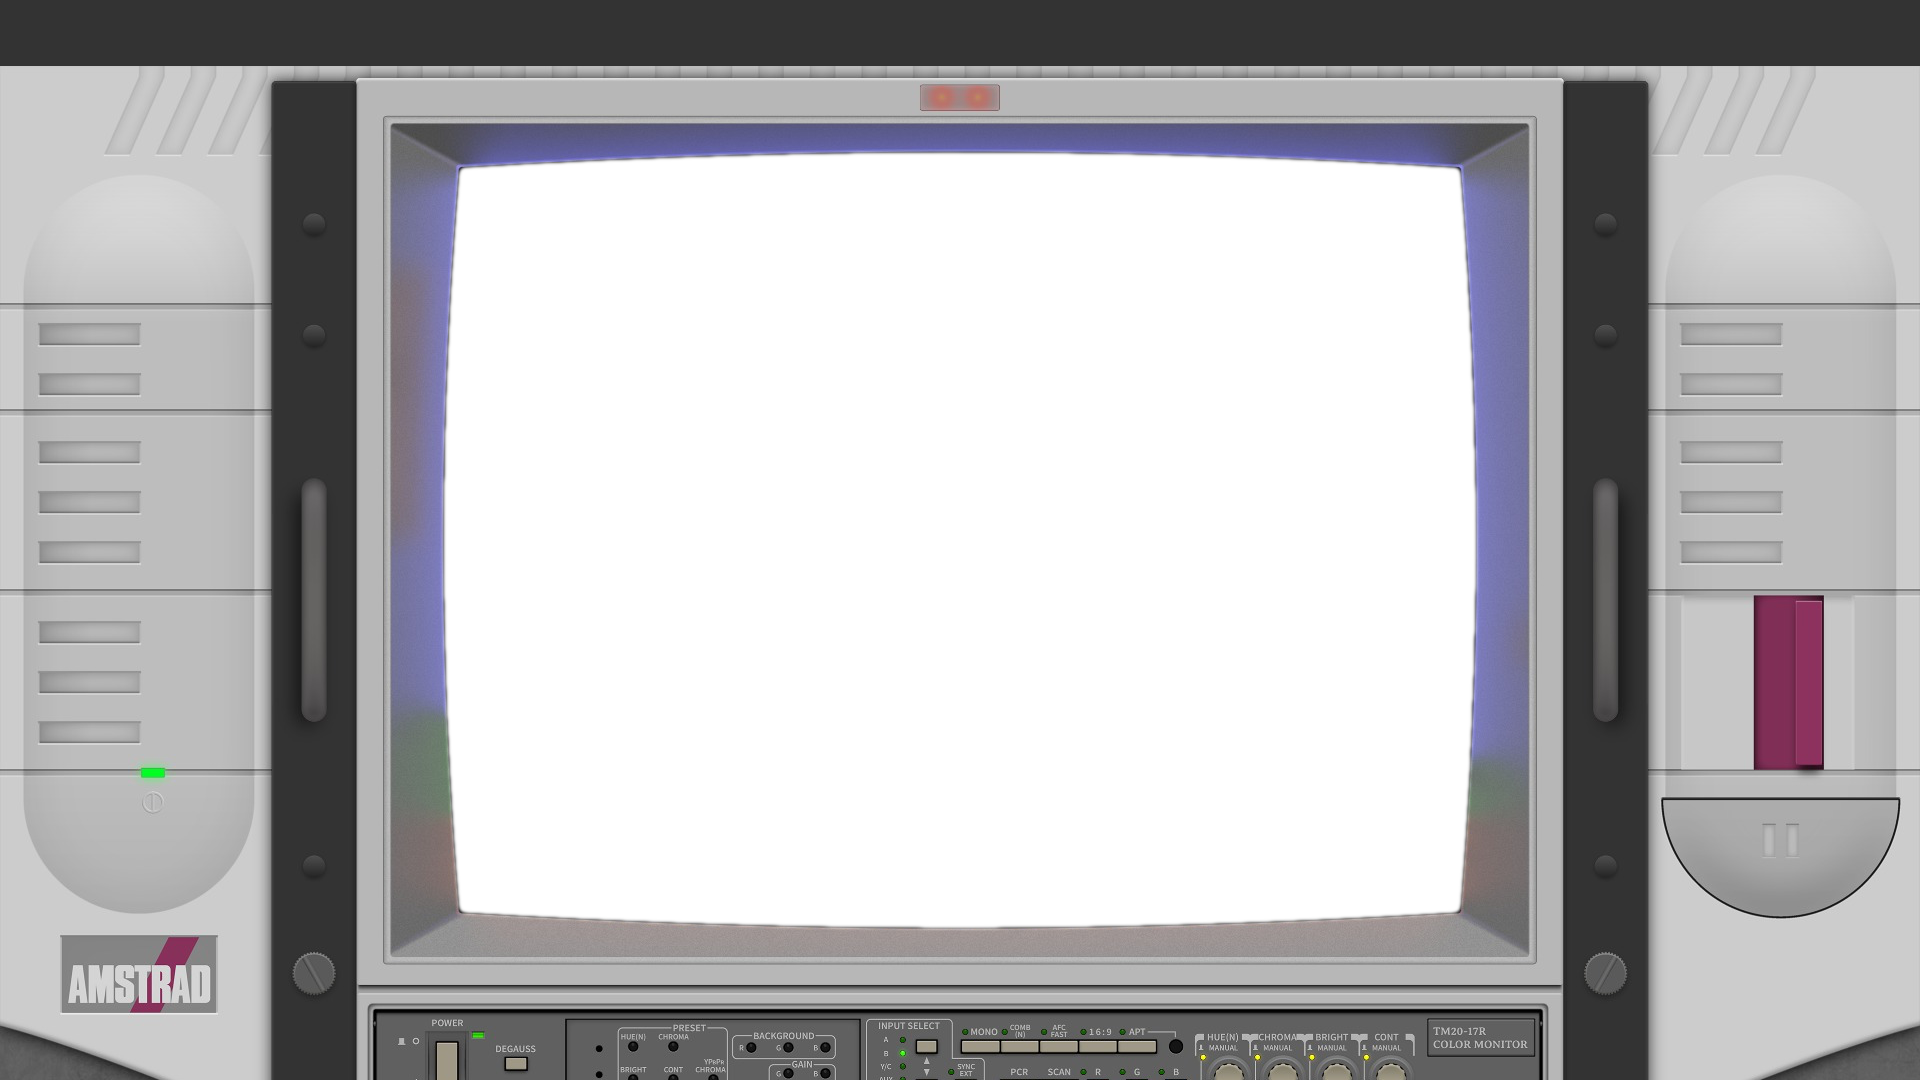 AMSTRAD
POWER
DEGAUSS
PRESET
HUE(N) CHROMA
YPBPR
BRIGHT CONT CHROMA
BACKGROUND
R G B
GAIN
G B
INPUT SELECT
A
B
Y/C
AUX
SYNC
EXT
MONO COMB (N) AFC FAST 16:9 APT
PCR SCAN R G B
HUE(N) CHROMA BRIGHT CONT
MANUAL MANUAL MANUAL MANUAL
TM20-17R
COLOR MONITOR